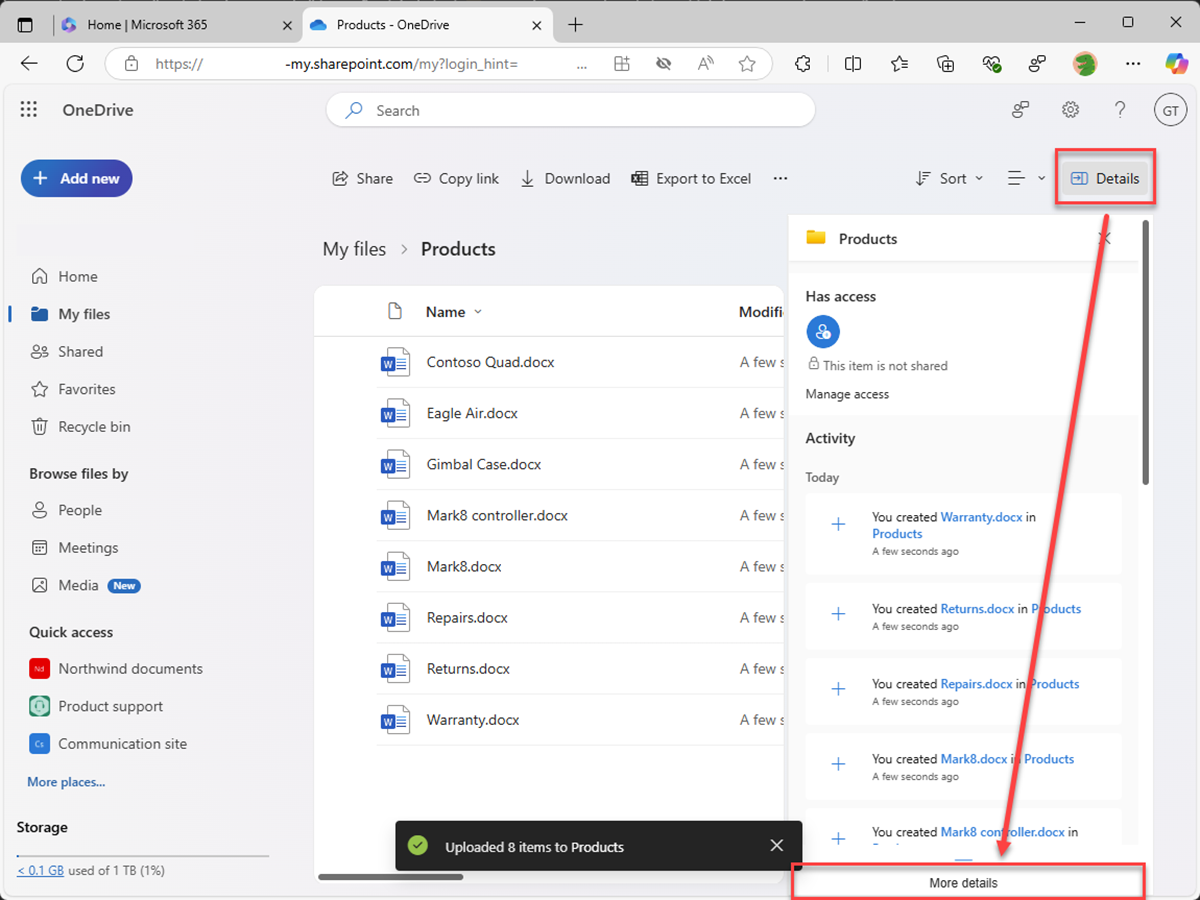 Home | Microsoft 365
Products - OneDrive
https:// -my.sharepoint.com/my?login_hint= ...
OneDrive
Search
GT
Add new
Share
Copy link
Download
Export to Excel
Sort
Details
Home
My files
Shared
Favorites
Recycle bin
Browse files by
People
Meetings
Media New
Quick access
Nd Northwind documents
Product support
Cs Communication site
More places...
Storage
< 0.1 GB used of 1 TB (1%)
My files > Products
Name Modifi
Contoso Quad.docx A few s
Eagle Air.docx A few s
Gimbal Case.docx A few s
Mark8 controller.docx A few s
Mark8.docx A few s
Repairs.docx A few s
Returns.docx A few s
Warranty.docx A few s
Uploaded 8 items to Products
Products
Has access
This item is not shared
Manage access
Activity
Today
You created Warranty.docx in
Products
A few seconds ago
You created Returns.docx in Products
A few seconds ago
You created Repairs.docx in Products
A few seconds ago
You created Mark8.docx in Products
A few seconds ago
You created Mark8 controller.docx in
More details